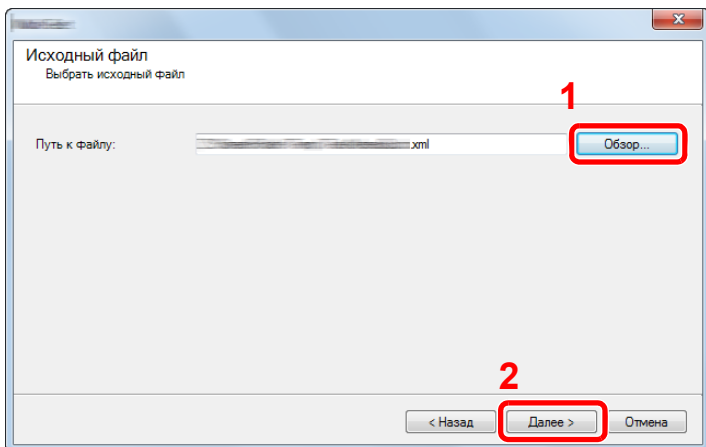 Исходный файл
Выбрать исходный файл
1
Путь к файлу:
.xml
Обзор...
2
< Назад
Далее >
Отмена